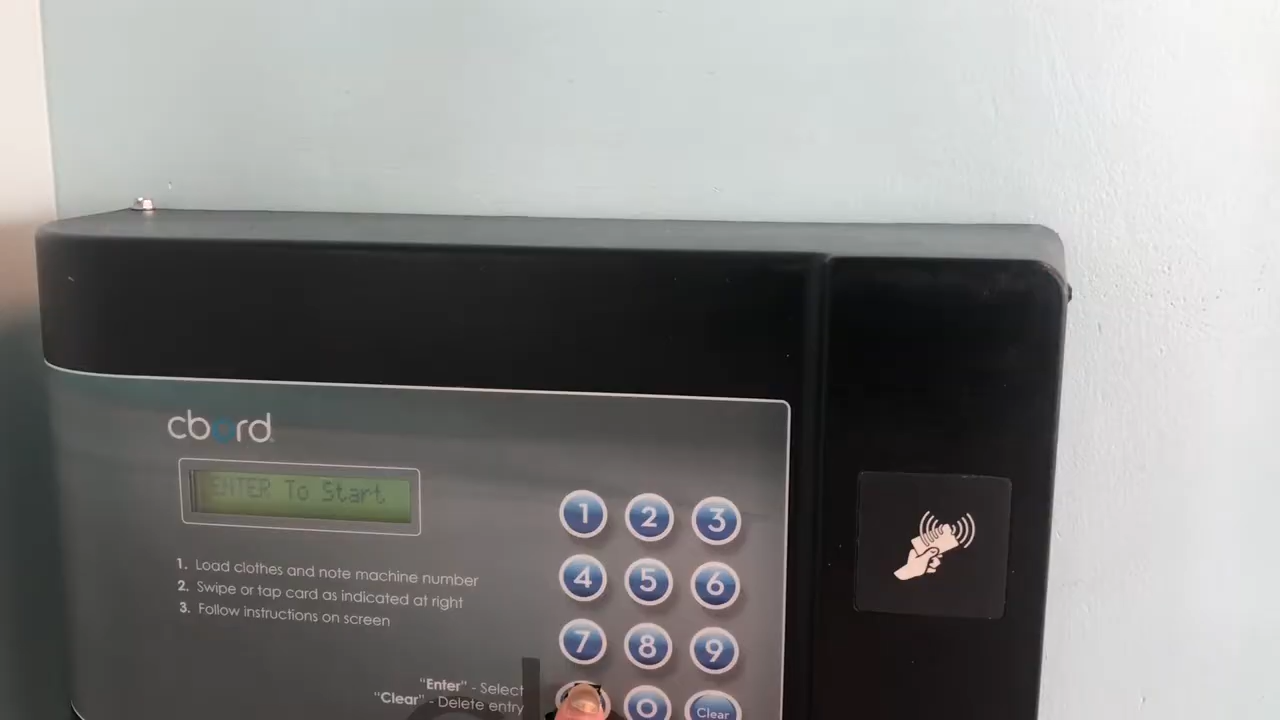 cbord
ENTER To Start
1. Load clothes and note machine number
2. Swipe or tap card as indicated at right
3. Follow instructions on screen
"Enter" - Select
"Clear" - Delete entry
1 2 3
4 5 6
7 8 9
0 Clear